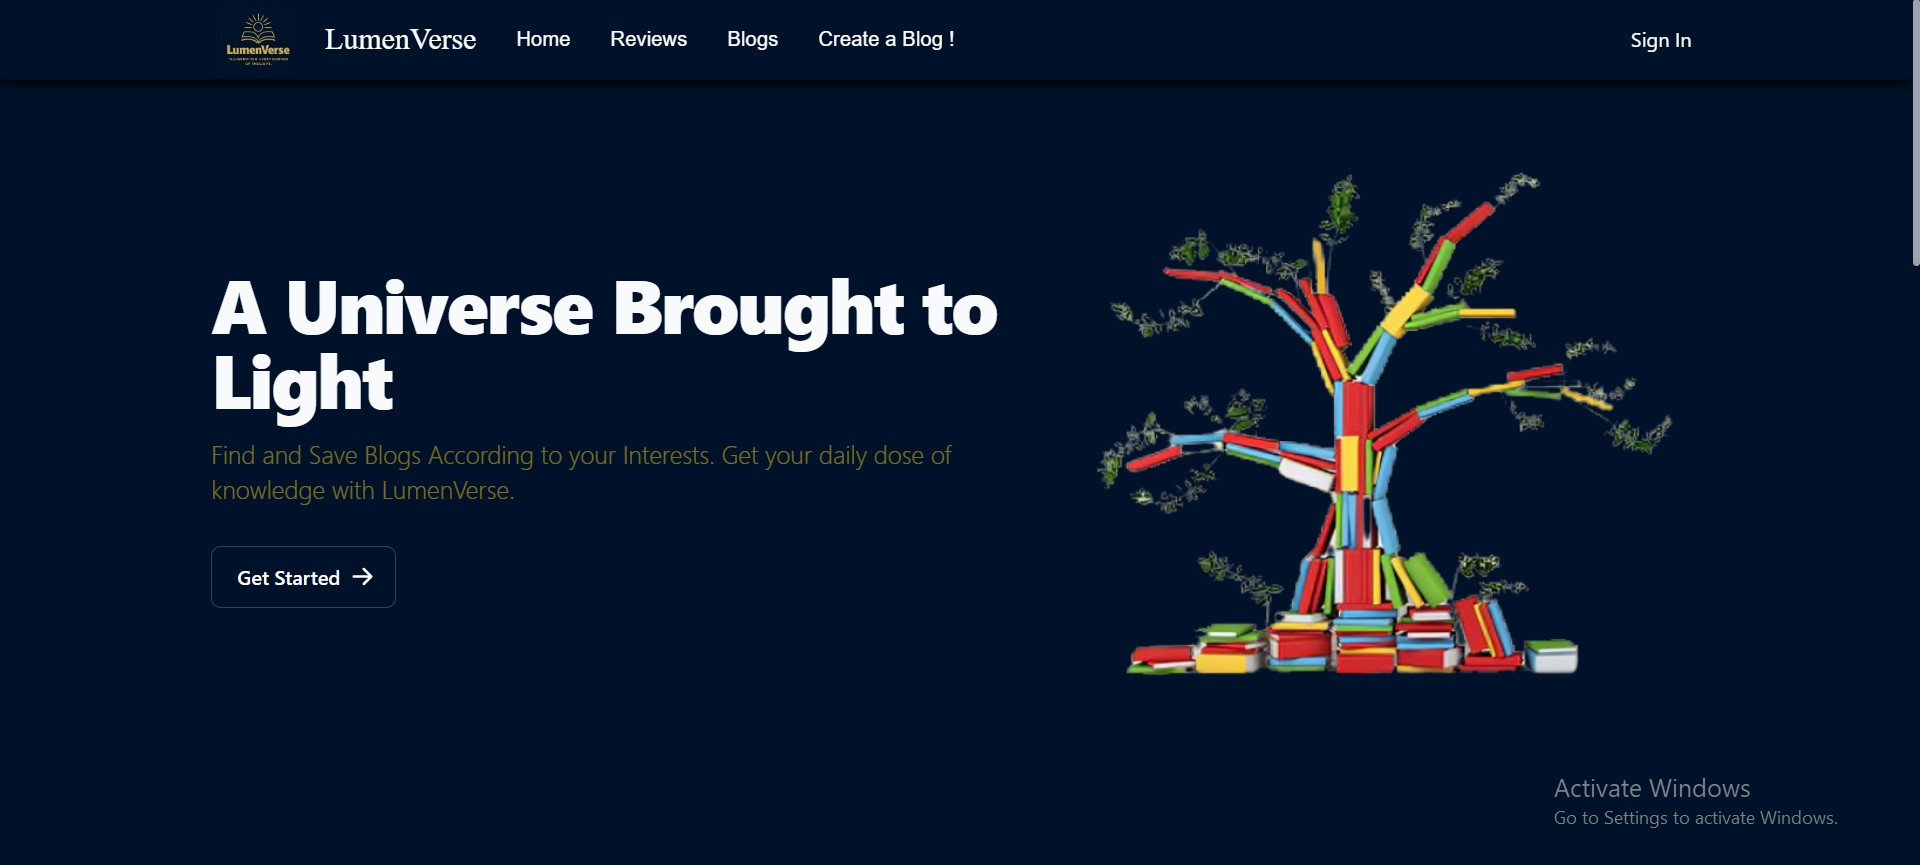 LumenVerse
LumenVerse
Home
Reviews
Blogs
Create a Blog !
Sign In
A Universe Brought to
Light
Find and Save Blogs According to your Interests. Get your daily dose of
knowledge with LumenVerse.
Get Started
Activate Windows
Go to Settings to activate Windows.